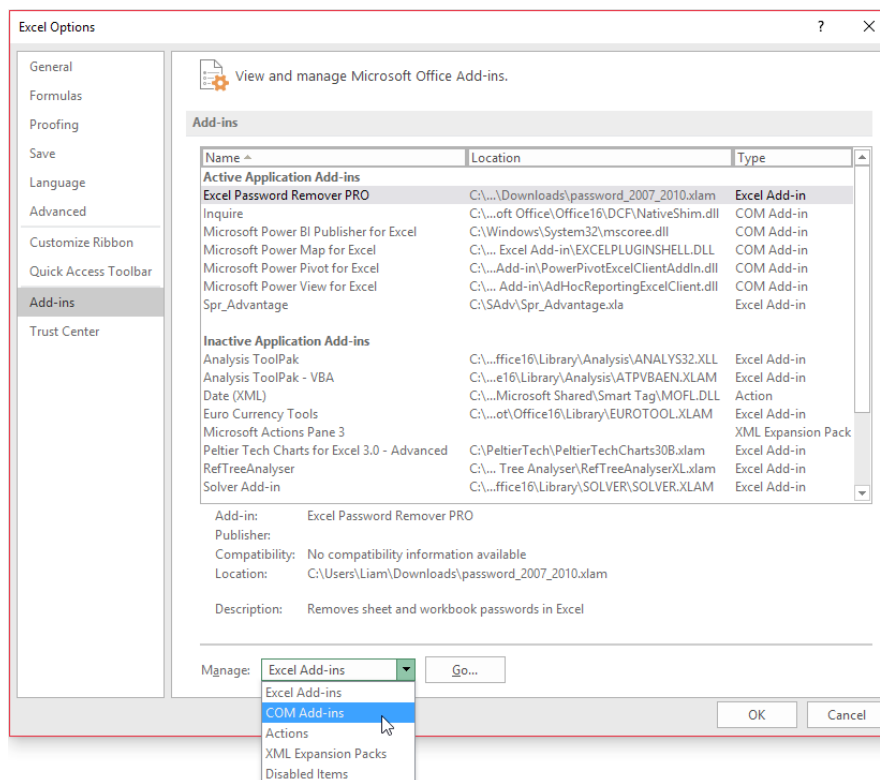 Excel Options ? ×
General
Formulas
Proofing
Save
Language
Advanced
Customize Ribbon
Quick Access Toolbar
Add-ins
Trust Center
View and manage Microsoft Office Add-ins.
Add-ins
Name Location Type
Active Application Add-ins
Excel Password Remover PRO C:\...\Downloads\password_2007_2010.xlam Excel Add-in
Inquire C:\...oft Office\Office16\DCF\NativeShim.dll COM Add-in
Microsoft Power BI Publisher for Excel C:\Windows\System32\mscoree.dll COM Add-in
Microsoft Power Map for Excel C:\... Excel Add-in\EXCELPLUGINSHELL.DLL COM Add-in
Microsoft Power Pivot for Excel C:\...Add-in\PowerPivotExcelClientAddIn.dll COM Add-in
Microsoft Power View for Excel C:\... Add-in\AdHocReportingExcelClient.dll COM Add-in
Spr_Advantage C:\SAdv\Spr_Advantage.xla Excel Add-in
Inactive Application Add-ins
Analysis ToolPak C:\...ffice16\Library\Analysis\ANALYS32.XLL Excel Add-in
Analysis ToolPak - VBA C:\...e16\Library\Analysis\ATPVBAEN.XLAM Excel Add-in
Date (XML) C:\...Microsoft Shared\Smart Tag\MOFL.DLL Action
Euro Currency Tools C:\...ot\Office16\Library\EUROTOOL.XLAM Excel Add-in
Microsoft Actions Pane 3 XML Expansion Pack
Peltier Tech Charts for Excel 3.0 - Advanced C:\PeltierTech\PeltierTechCharts30B.xlam Excel Add-in
RefTreeAnalyser C:\... Tree Analyser\RefTreeAnalyserXL.xlam Excel Add-in
Solver Add-in C:\...ffice16\Library\SOLVER\SOLVER.XLAM Excel Add-in
Add-in: Excel Password Remover PRO
Publisher:
Compatibility: No compatibility information available
Location: C:\Users\Liam\Downloads\password_2007_2010.xlam
Description: Removes sheet and workbook passwords in Excel
Manage: Excel Add-ins Go...
Excel Add-ins
COM Add-ins
Actions
XML Expansion Packs
Disabled Items
OK Cancel